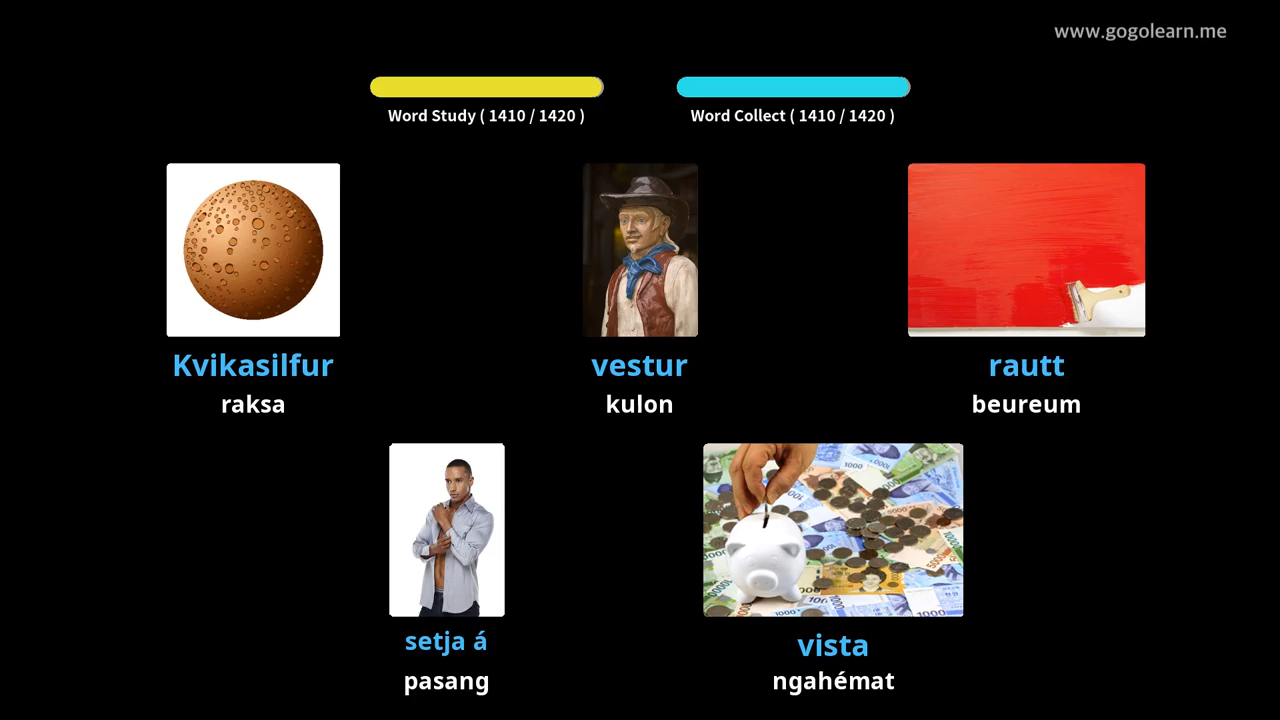 www.gogolearn.me
Word Study ( 1410 / 1420 )
Word Collect ( 1410 / 1420 )
Kvikasilfur
raksa
vestur
kulon
rautt
beureum
setja á
pasang
vista
ngahémat